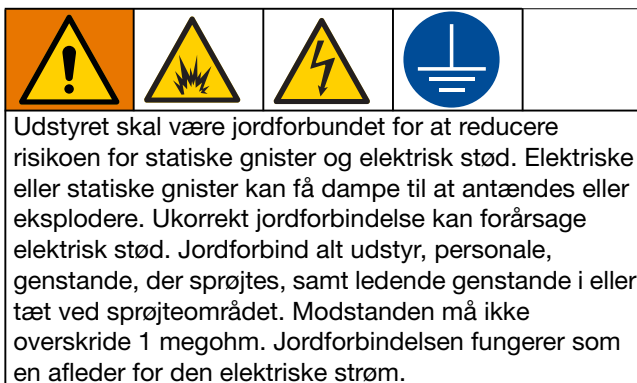 Udstyret skal være jordforbundet for at reducere
risikoen for statiske gnister og elektrisk stød. Elektriske
eller statiske gnister kan få dampe til at antændes eller
eksplodere. Ukorrekt jordforbindelse kan forårsage
elektrisk stød. Jordforbind alt udstyr, personale,
genstande, der sprøjtes, samt ledende genstande i eller
tæt ved sprøjteområdet. Modstanden må ikke
overskride 1 megohm. Jordforbindelsen fungerer som
en afleder for den elektriske strøm.